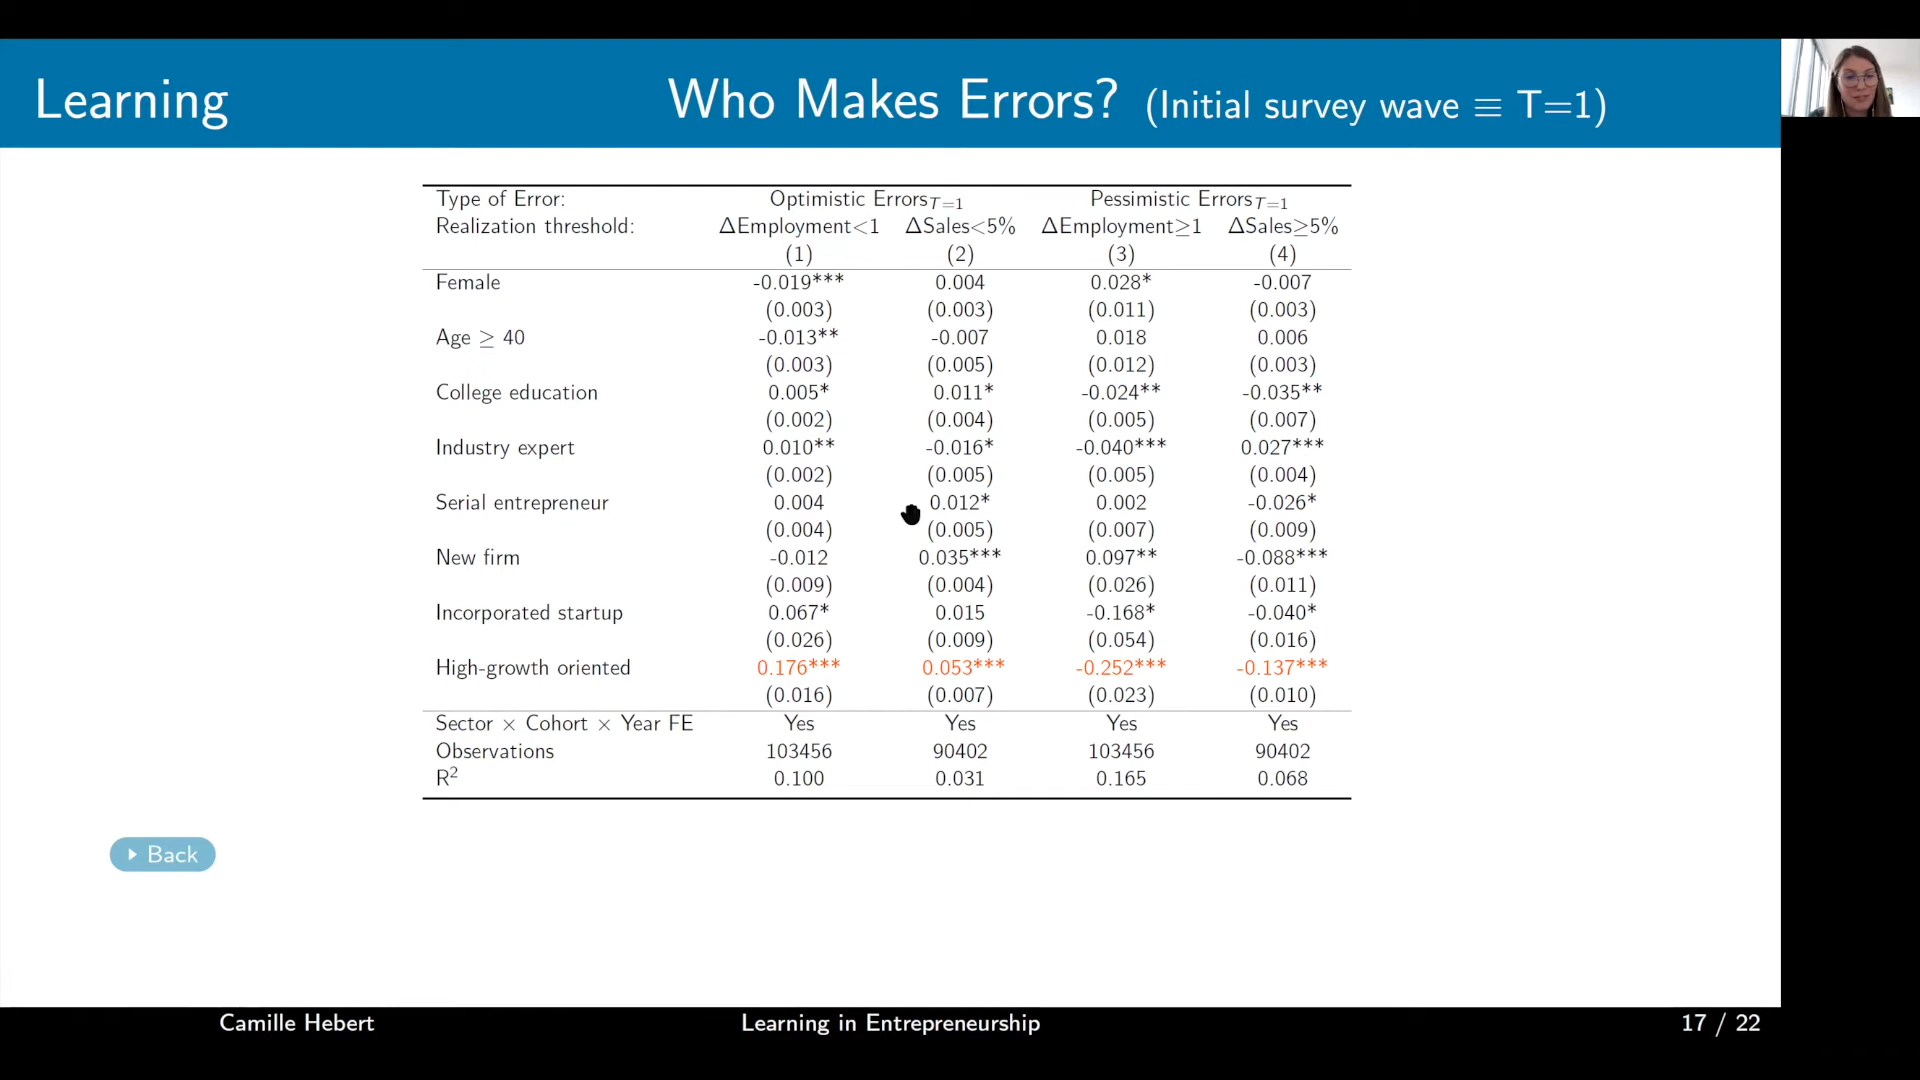 Learning
Who Makes Errors? (Initial survey wave ≡ T=1)
Type of Error: Optimistic Errors T=1 Pessimistic Errors T=1
Realization threshold: ΔEmployment<1 ΔSales<5% ΔEmployment≥1 ΔSales≥5%
(1) (2) (3) (4)
Female -0.019*** 0.004 0.028* -0.007
(0.003) (0.003) (0.011) (0.003)
Age ≥ 40 -0.013** -0.007 0.018 0.006
(0.003) (0.005) (0.012) (0.003)
College education 0.005* 0.011* -0.024** -0.035**
(0.002) (0.004) (0.005) (0.007)
Industry expert 0.010** -0.016* -0.040*** 0.027***
(0.002) (0.005) (0.005) (0.004)
Serial entrepreneur 0.004 0.012* 0.002 -0.026*
(0.004) (0.005) (0.007) (0.009)
New firm -0.012 0.035*** 0.097** -0.088***
(0.009) (0.004) (0.026) (0.011)
Incorporated startup 0.067* 0.015 -0.168* -0.040*
(0.026) (0.009) (0.054) (0.016)
High-growth oriented 0.176*** 0.053*** -0.252*** -0.137***
(0.016) (0.007) (0.023) (0.010)
Sector × Cohort × Year FE Yes Yes Yes Yes
Observations 103456 90402 103456 90402
R2 0.100 0.031 0.165 0.068
Back
Camille Hebert Learning in Entrepreneurship 17 / 22